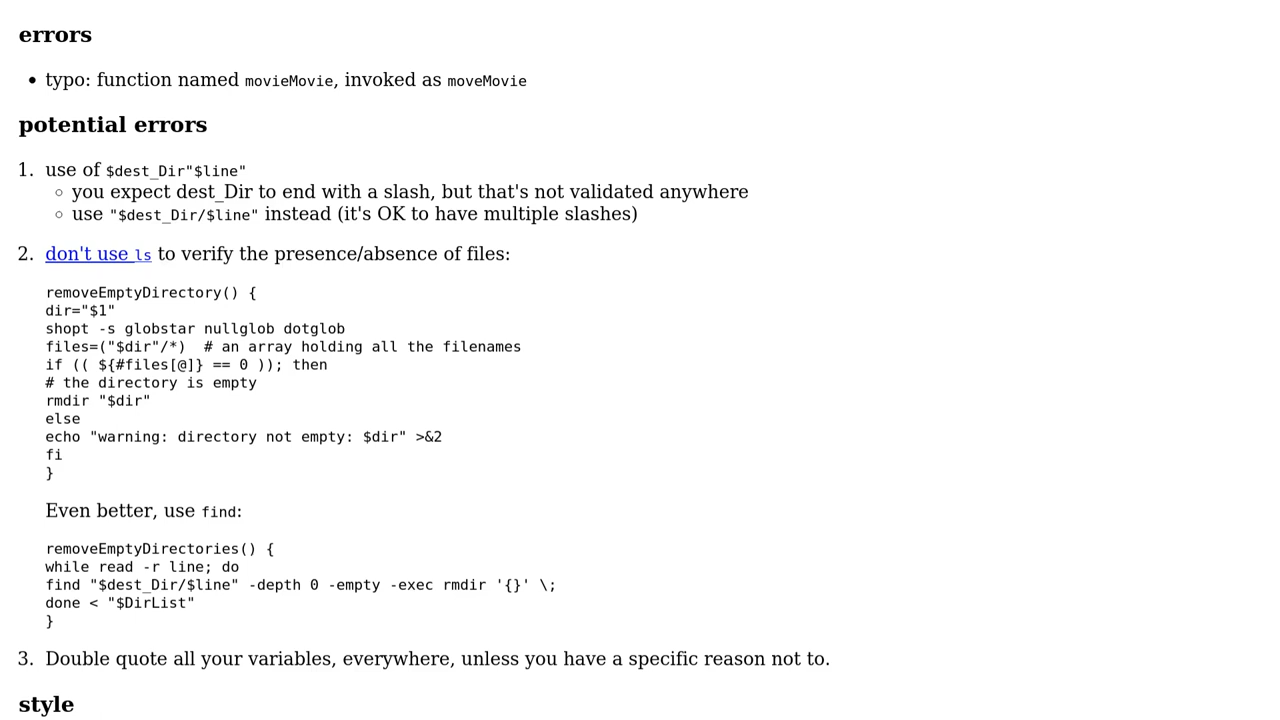 errors
• typo: function named movieMovie, invoked as moveMovie
potential errors
1. use of $dest_Dir"$line"
◦ you expect dest_Dir to end with a slash, but that's not validated anywhere
◦ use "$dest_Dir/$line" instead (it's OK to have multiple slashes)
2. don't use ls to verify the presence/absence of files:
removeEmptyDirectory() {
dir="$1"
shopt -s globstar nullglob dotglob
files=("$dir"/*)  # an array holding all the filenames
if (( ${#files[@]} == 0 )); then
# the directory is empty
rmdir "$dir"
else
echo "warning: directory not empty: $dir" >&2
fi
}
Even better, use find:
removeEmptyDirectories() {
while read -r line; do
find "$dest_Dir/$line" -depth 0 -empty -exec rmdir '{}' \;
done < "$DirList"
}
3. Double quote all your variables, everywhere, unless you have a specific reason not to.
style